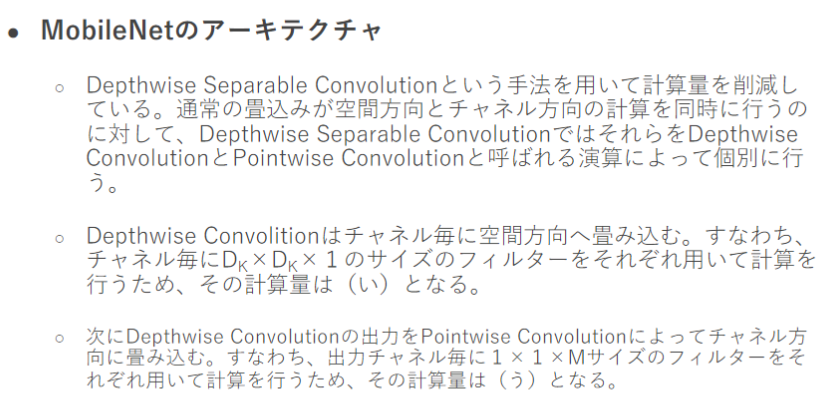 ● MobileNetのアーキテクチャ
○ Depthwise Separable Convolutionという手法を用いて計算量を削減し
ている。通常の畳込みが空間方向とチャネル方向の計算を同時に行うの
に対して、Depthwise Separable ConvolutionではそれらをDepthwise
ConvolutionとPointwise Convolutionと呼ばれる演算によって個別に行
う。
○ Depthwise Convolitionはチャネル毎に空間方向へ畳み込む。すなわち、
チャネル毎にDK×DK×1のサイズのフィルターをそれぞれ用いて計算を
行うため、その計算量は（い）となる。
○ 次にDepthwise Convolutionの出力をPointwise Convolutionによってチャネル方
向に畳み込む。すなわち、出力チャネル毎に1×1×Mサイズのフィルターをそ
れぞれ用いて計算を行うため、その計算量は（う）となる。